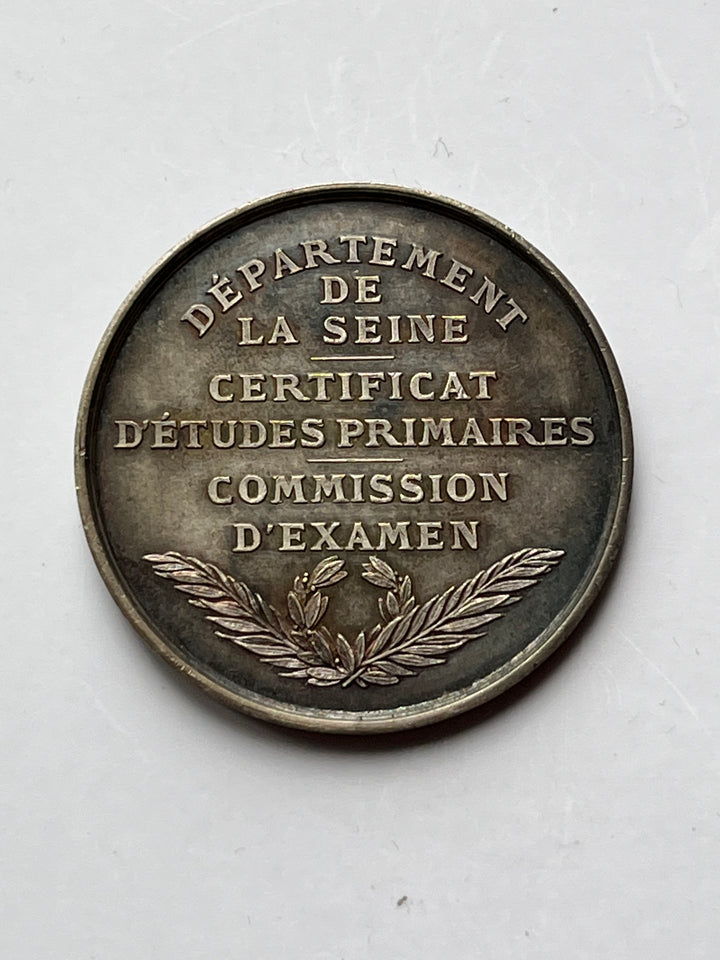 DÉPARTEMENT
DE
LA SEINE
CERTIFICAT
D'ÉTUDES PRIMAIRES
COMMISSION
D'EXAMEN